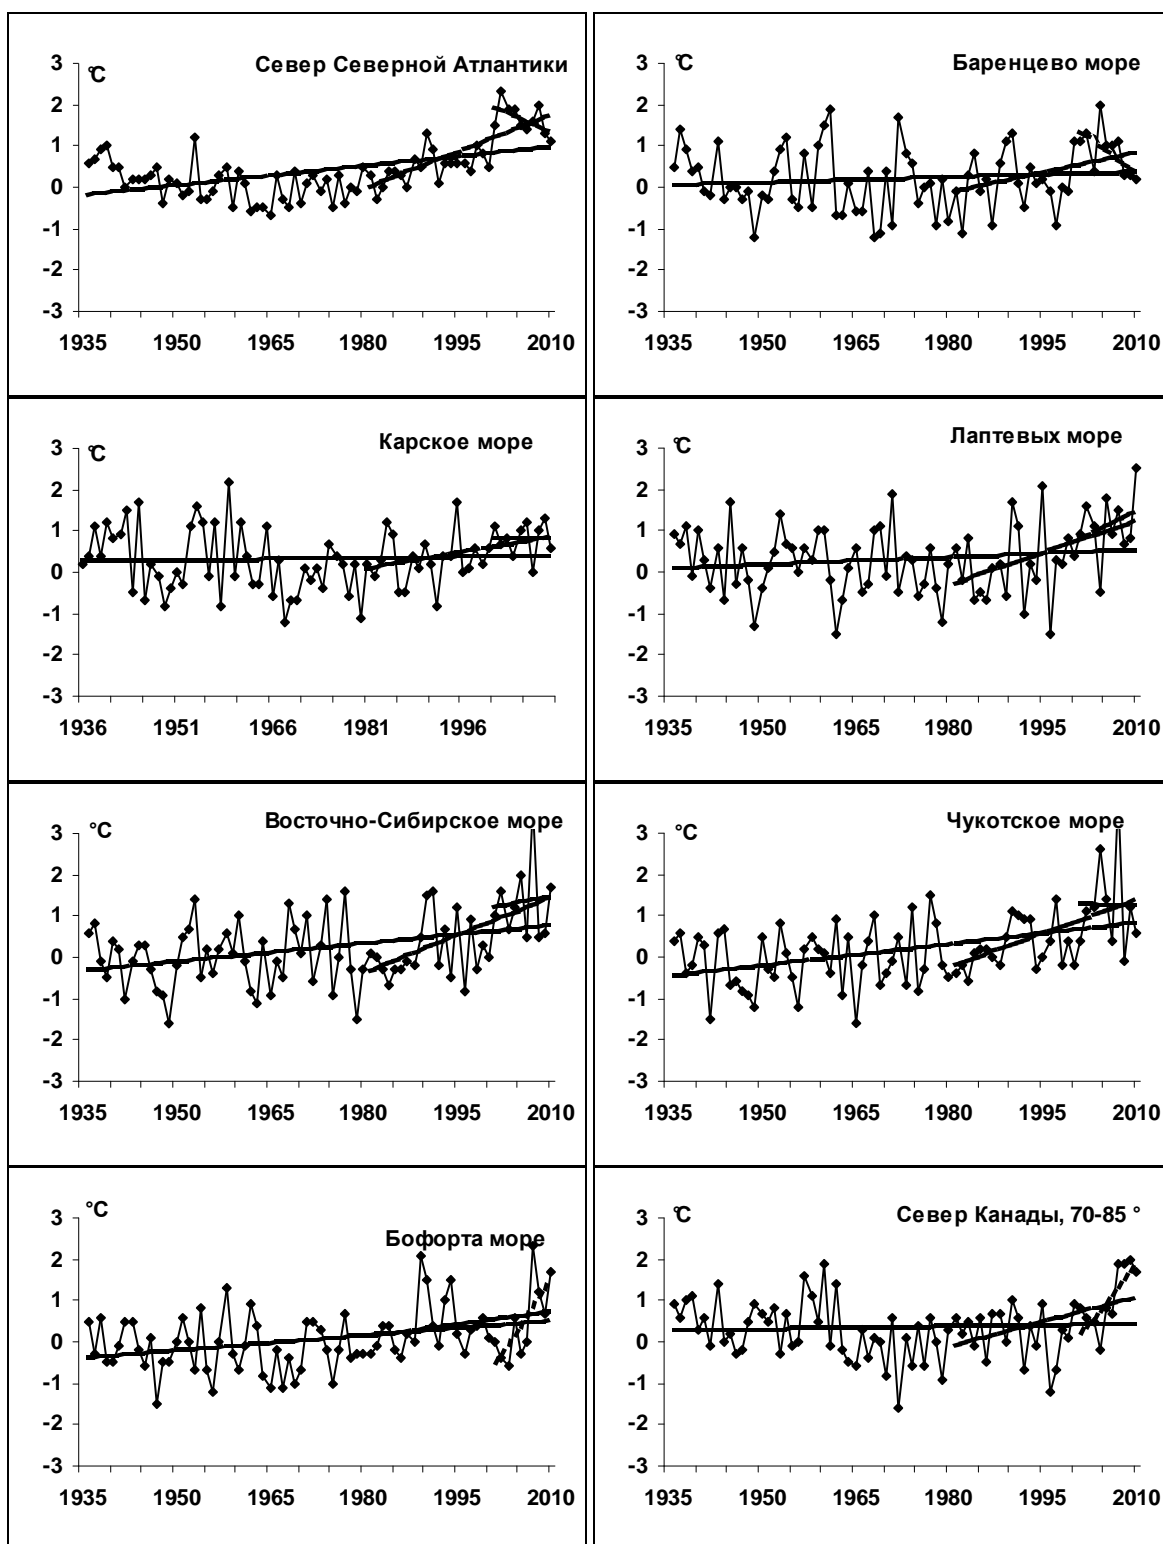 Север Северной Атлантики
°C
3
2
1
0
-1
-2
-3
1935 1950 1965 1980 1995 2010
Баренцево море
°C
3
2
1
0
-1
-2
-3
1935 1950 1965 1980 1995 2010
Карское море
°C
3
2
1
0
-1
-2
-3
1936 1951 1966 1981 1996
Лаптевых море
°C
3
2
1
0
-1
-2
-3
1935 1950 1965 1980 1995 2010
Восточно-Сибирское море
°C
3
2
1
0
-1
-2
-3
1935 1950 1965 1980 1995 2010
Чукотское море
°C
3
2
1
0
-1
-2
-3
1935 1950 1965 1980 1995 2010
°C
Бофорта море
3
2
1
0
-1
-2
-3
1935 1950 1965 1980 1995 2010
°C
Север Канады, 70-85 °
3
2
1
0
-1
-2
-3
1935 1950 1965 1980 1995 2010